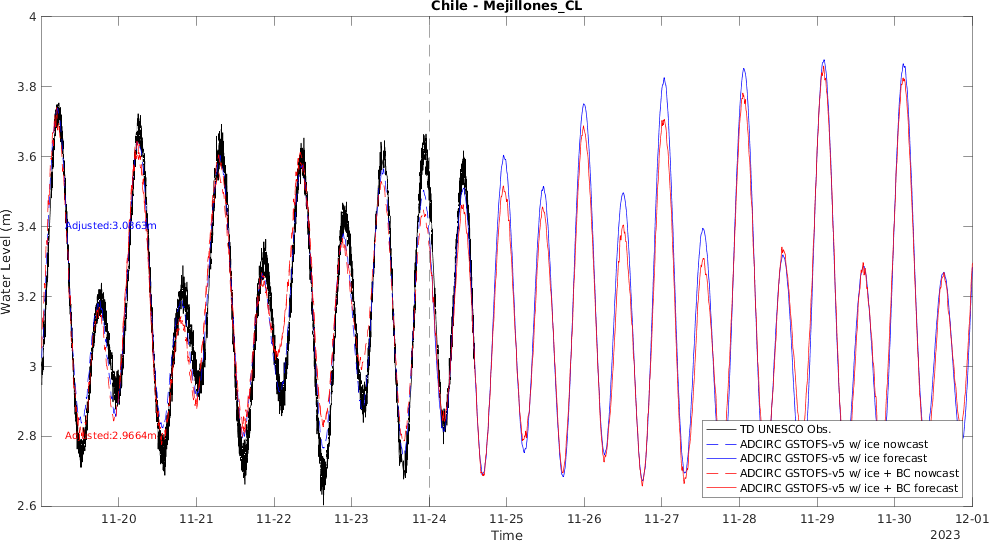 Chile - Mejillones_CL
4
3.8
3.6
3.4
3.2
3
2.8
2.6
Water Level (m)
Adjusted:3.0363m
Adjusted:2.9664m
TD UNESCO Obs.
ADCIRC GSTOFS-v5 w/ ice nowcast
ADCIRC GSTOFS-v5 w/ ice forecast
ADCIRC GSTOFS-v5 w/ ice + BC nowcast
ADCIRC GSTOFS-v5 w/ ice + BC forecast
11-20 11-21 11-22 11-23 11-24 11-25 11-26 11-27 11-28 11-29 11-30 12-01
Time
2023